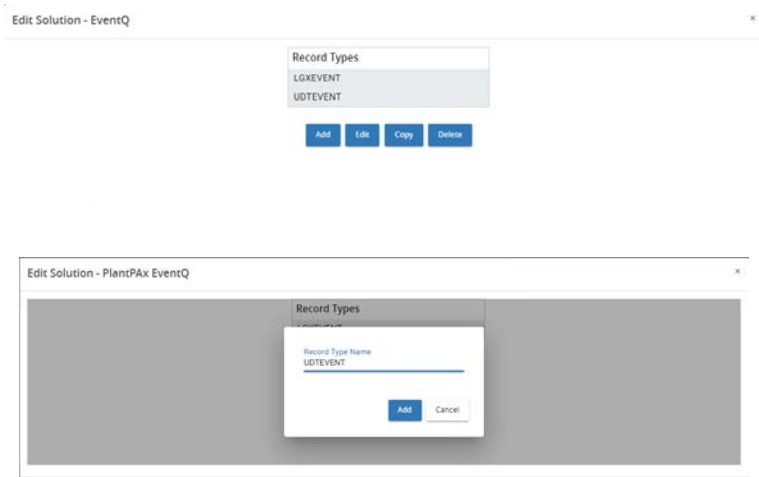 Edit Solution - EventQ
×
Record Types
LGXEVENT
UDTEVENT
Add Edit Copy Delete
Edit Solution - PlantPAx EventQ
×
Record Types
Record Type Name
UDTEVENT
Add Cancel